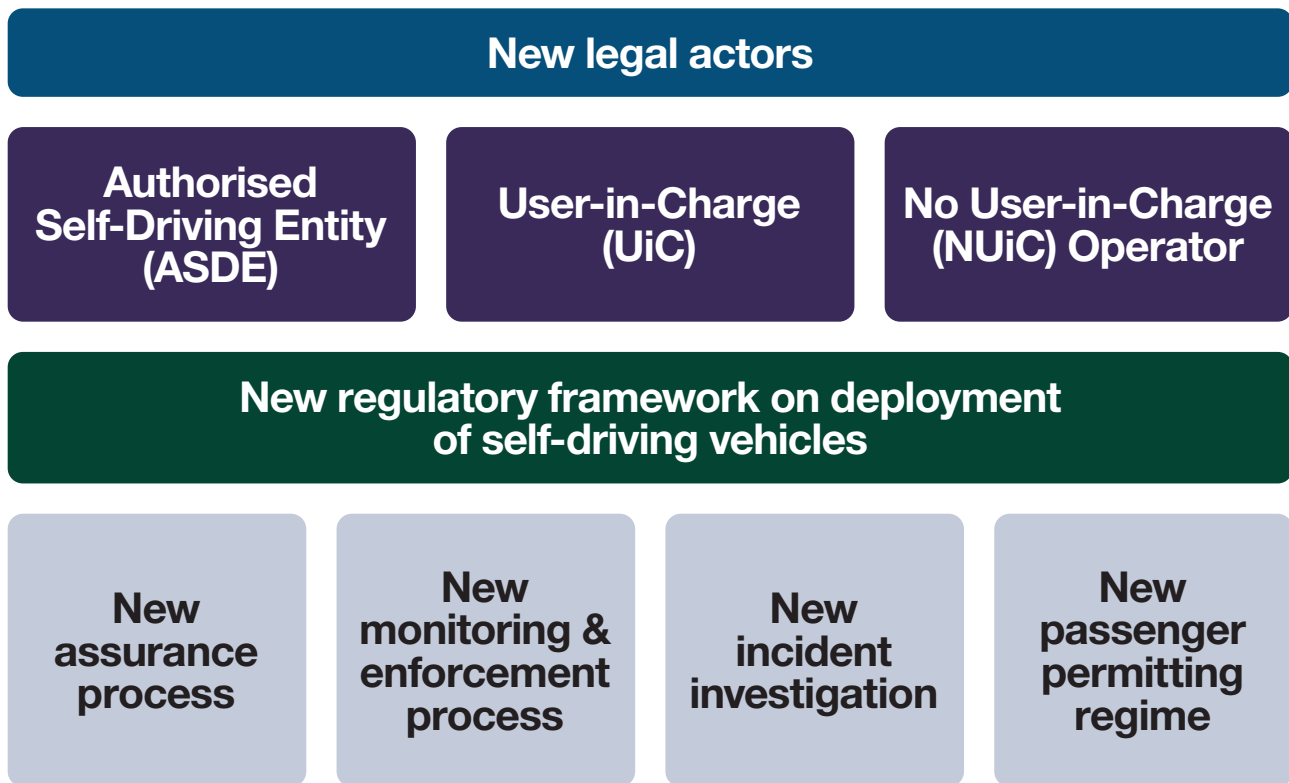 New legal actors
Authorised
Self-Driving Entity
(ASDE)
User-in-Charge
(UiC)
No User-in-Charge
(NUiC) Operator
New regulatory framework on deployment
of self-driving vehicles
New
assurance
process
New
monitoring &
enforcement
process
New
incident
investigation
New
passenger
permitting
regime